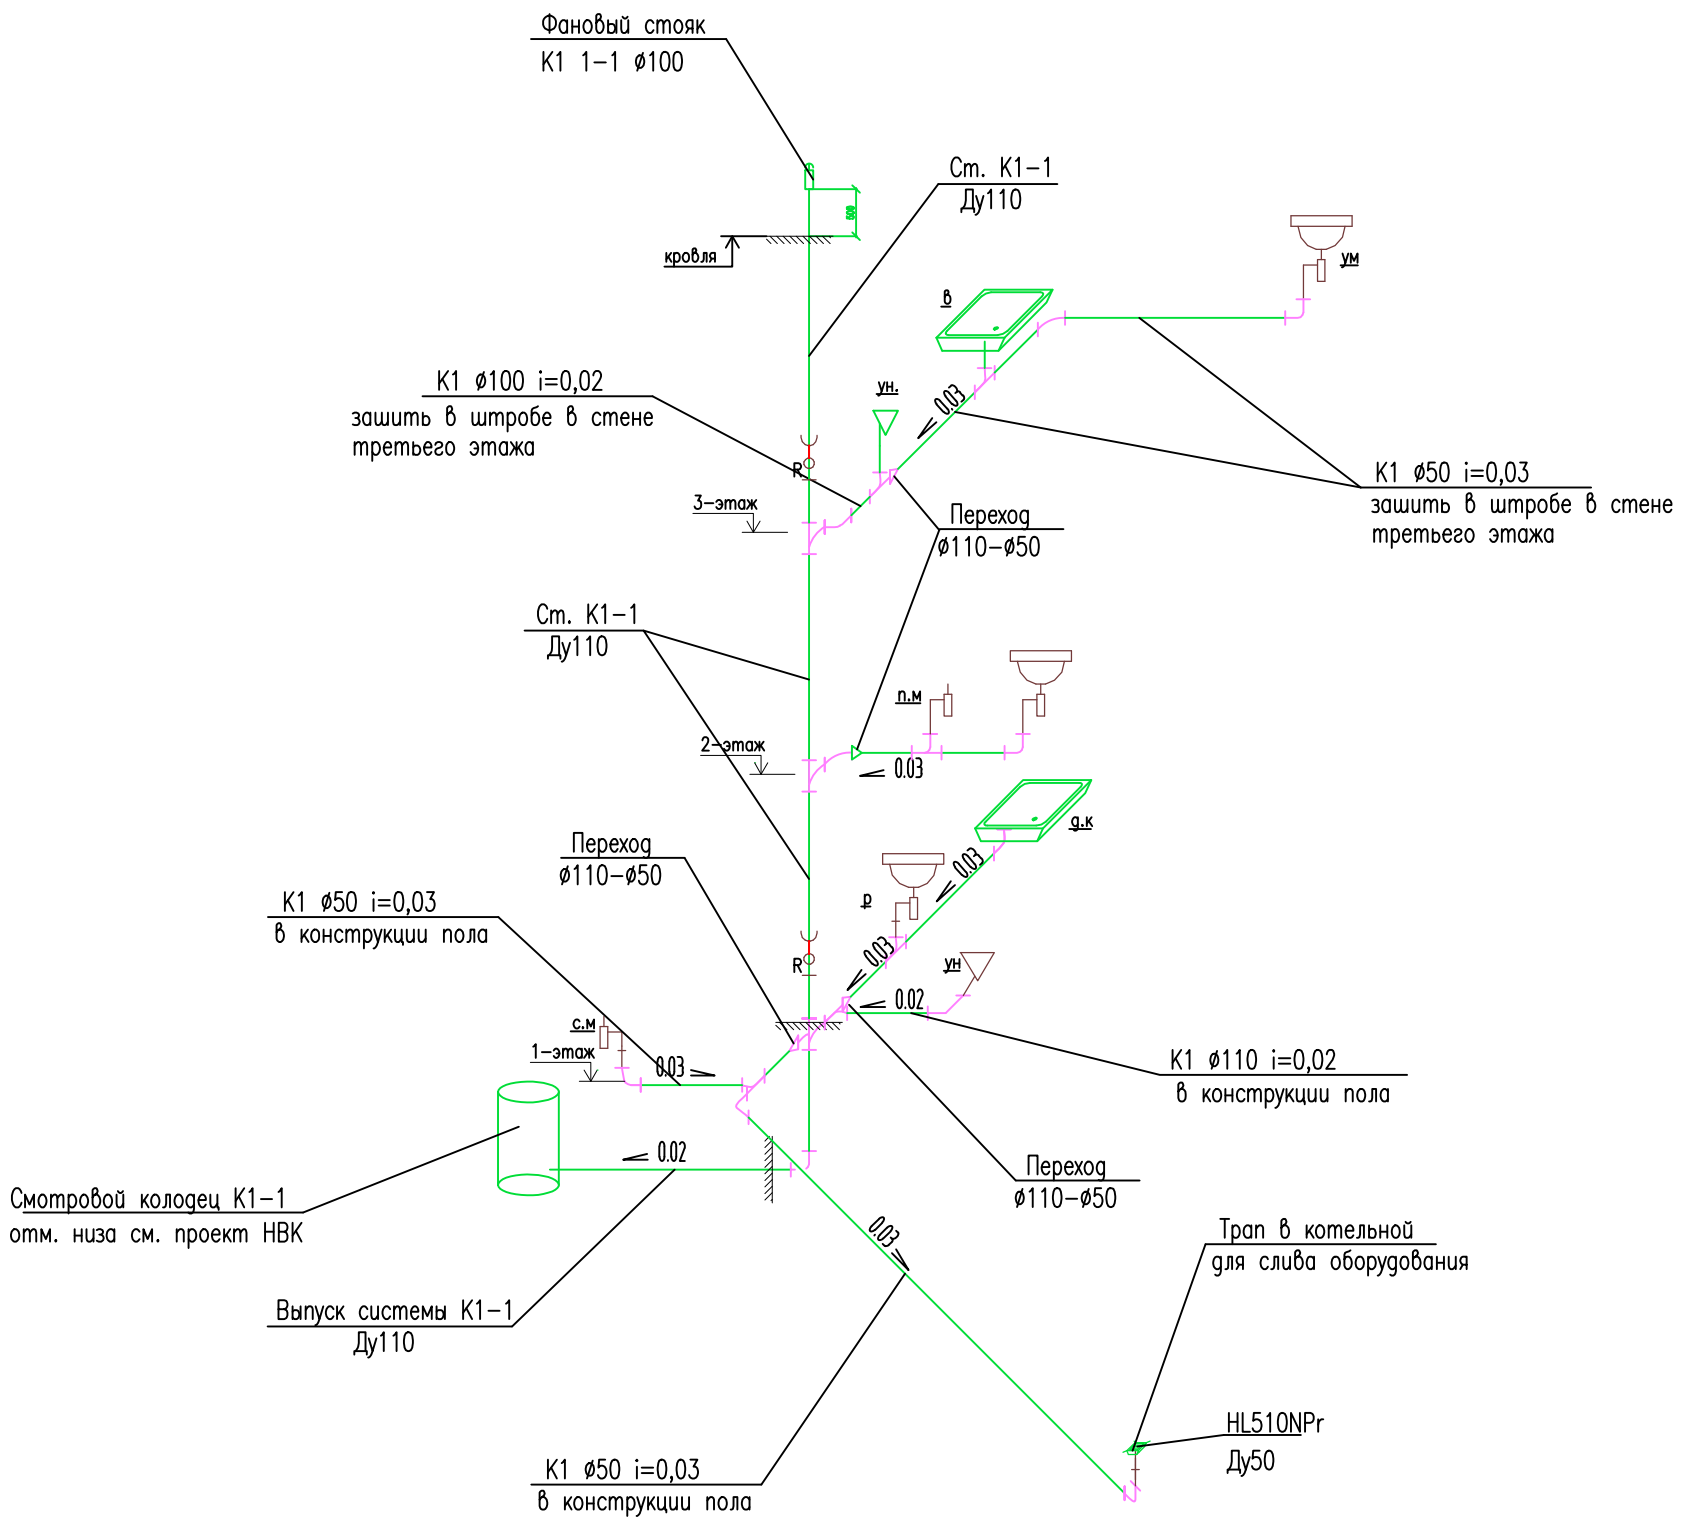 Фановый стояк
К1 1-1 ø100
Ст. К1-1
Ду110
600
кровля
ум
в
К1 ø100 i=0,02
зашить в штробе в стене
третьего этажа
ун.
0.03
R
К1 ø50 i=0,03
зашить в штробе в стене
третьего этажа
3-этаж
Переход
ø110-ø50
Ст. К1-1
Ду110
п.м
2-этаж
0.03
д.к
Переход
ø110-ø50
0.03
р
К1 ø50 i=0,03
в конструкции пола
0.03
R
ун
0.02
с.м
1-этаж
0.03
К1 ø110 i=0,02
в конструкции пола
0.02
Переход
ø110-ø50
Смотровой колодец К1-1
отм. низа см. проект НВК
0.03
Трап в котельной
для слива оборудования
Выпуск системы К1-1
Ду110
HL510NPr
Ду50
К1 ø50 i=0,03
в конструкции пола